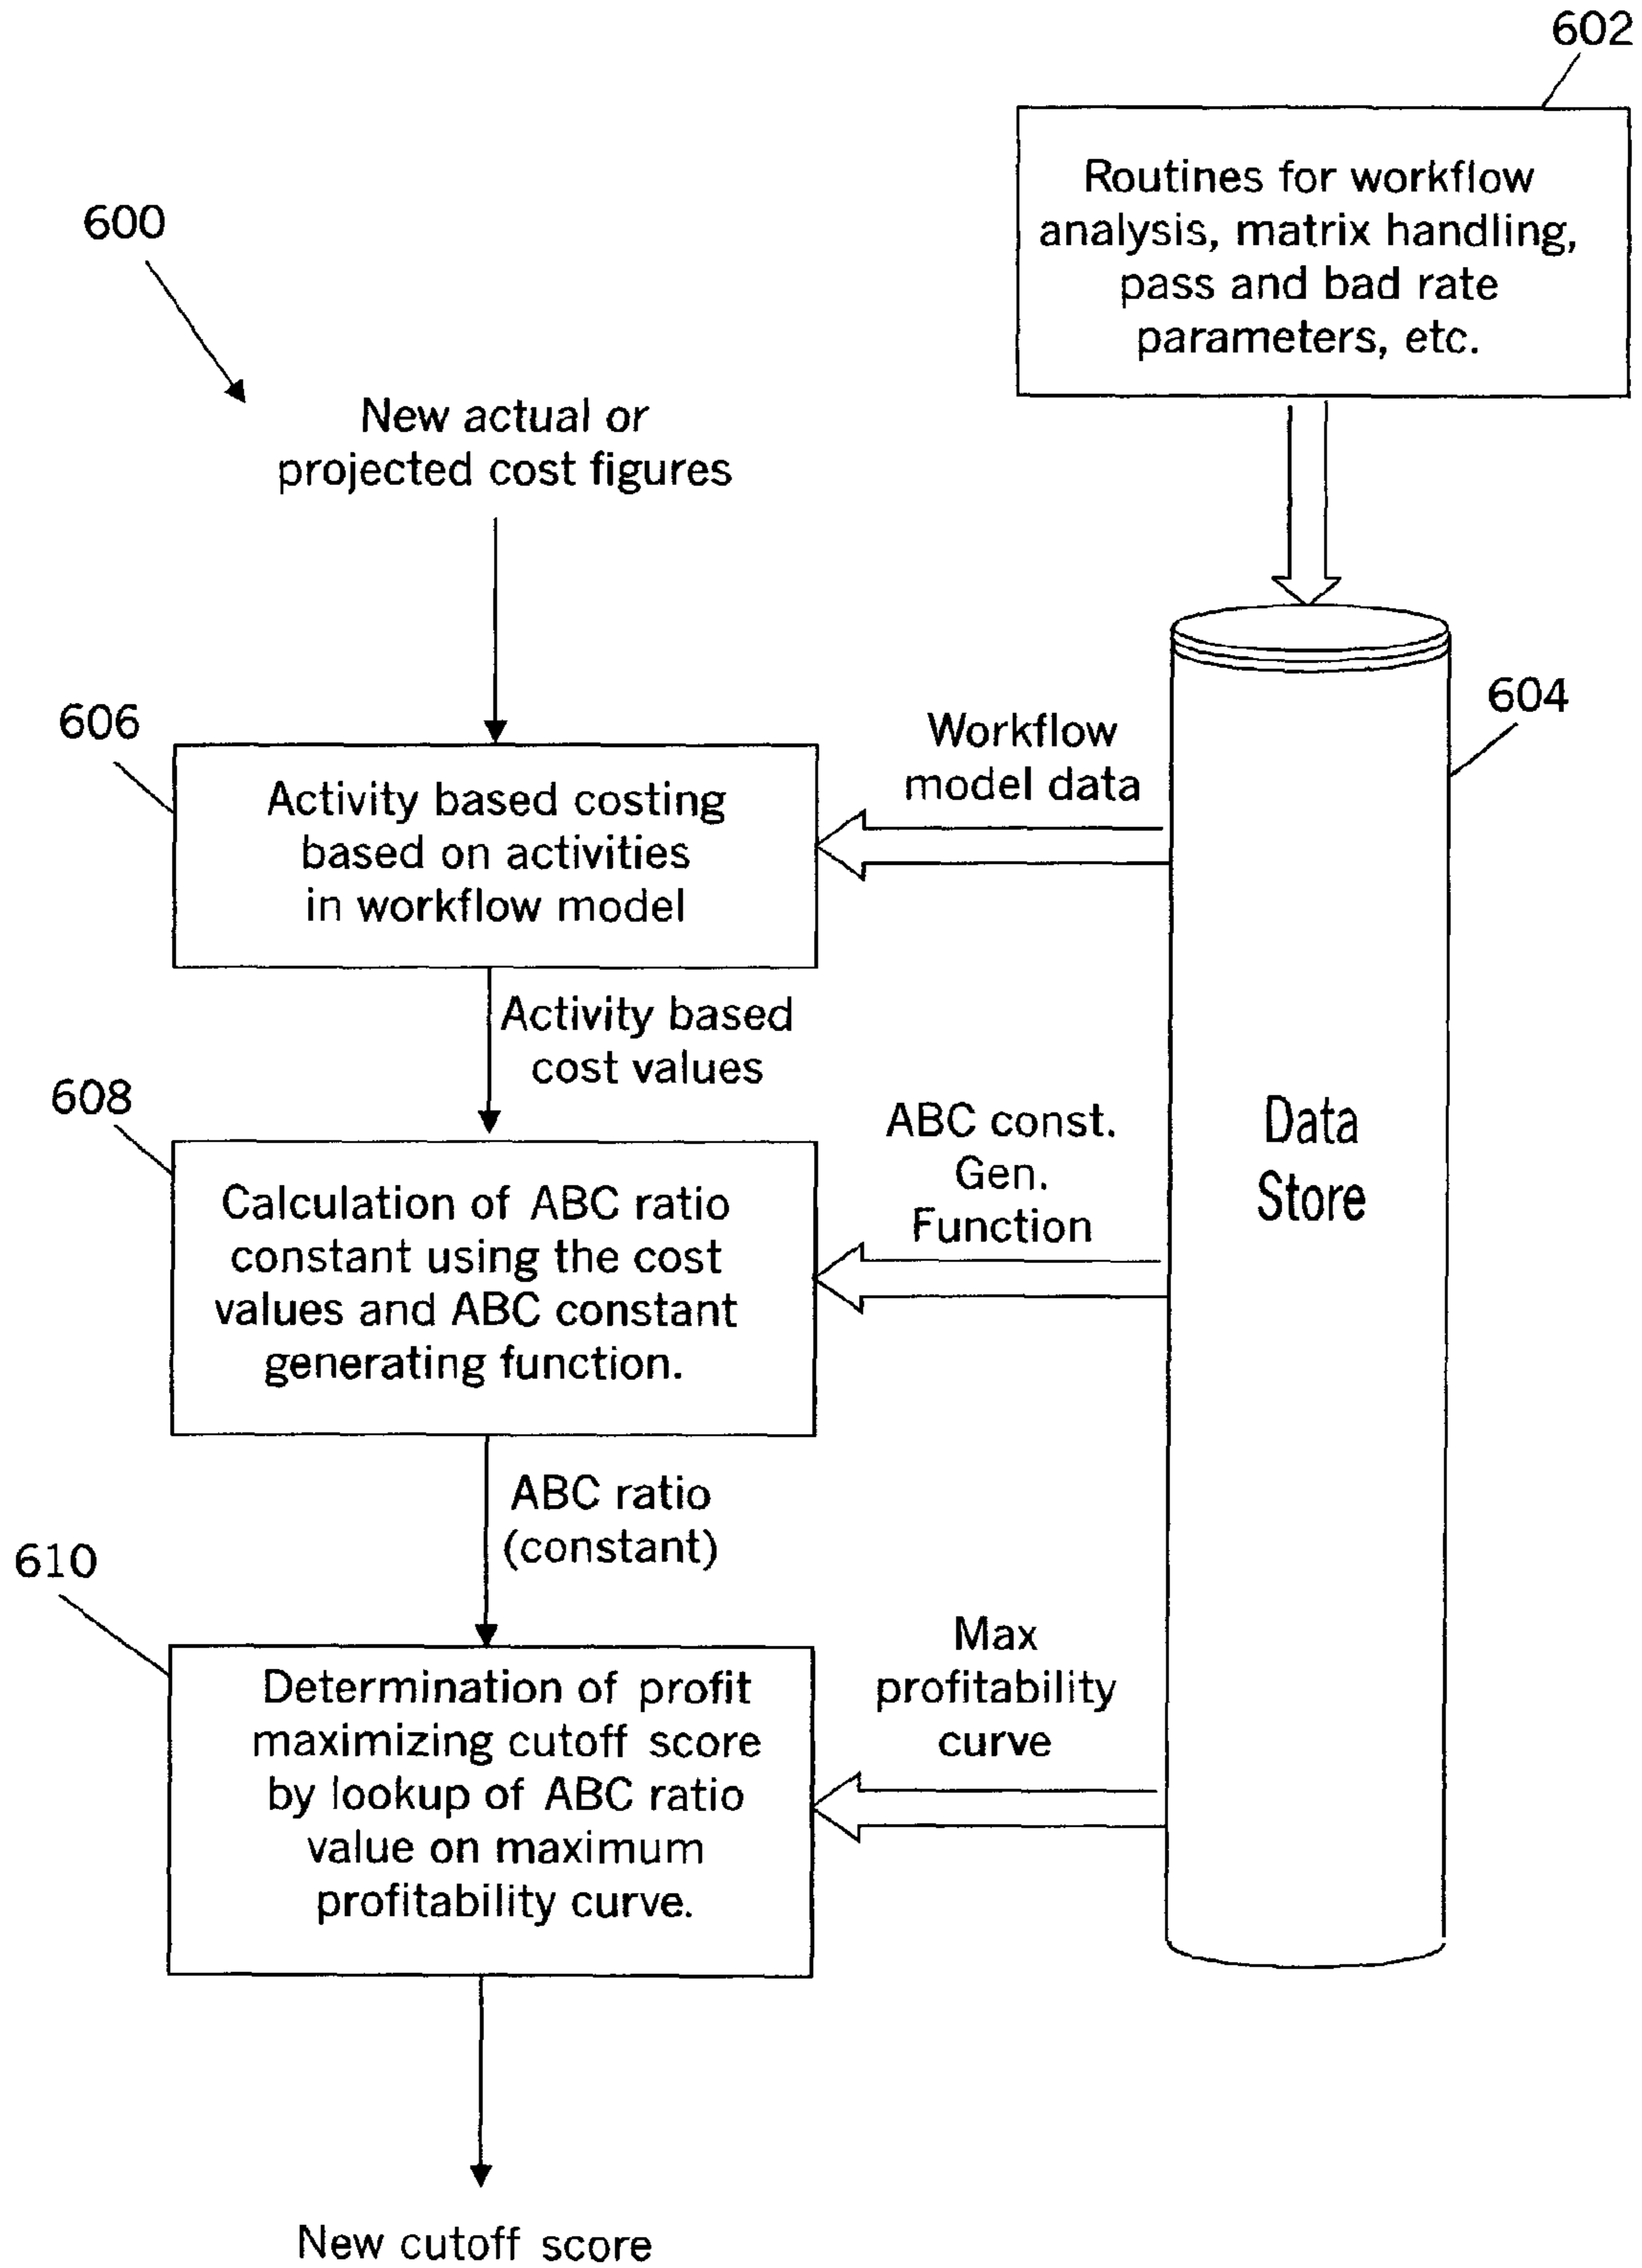 602
Routines for workflow
analysis, matrix handling,
pass and bad rate
parameters, etc.
600
New actual or
projected cost figures
604
606
Workflow
model data
Activity based costing
based on activities
in workflow model
Activity based
cost values
608
ABC const.
Gen.
Function
Data
Store
Calculation of ABC ratio
constant using the cost
values and ABC constant
generating function.
ABC ratio
(constant)
610
Max
profitability
curve
Determination of profit
maximizing cutoff score
by lookup of ABC ratio
value on maximum
profitability curve.
New cutoff score